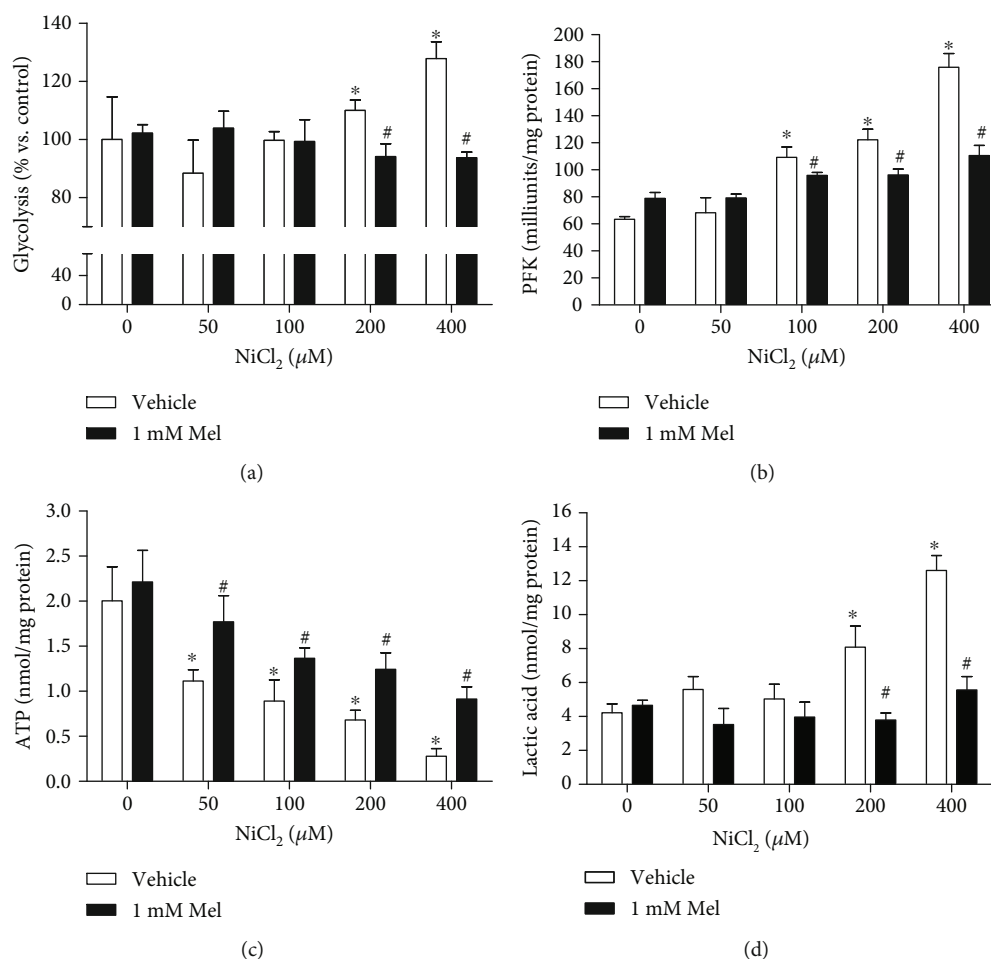 Glycolysis (% vs. control)
140
120
100
80
40
0
*
*
#
#
0 50 100 200 400
NiCl₂ (μM)
Vehicle
1 mM Mel
(a)
PFK (milliunits/mg protein)
200
180
160
140
120
100
80
60
40
20
0
*
#
*
#
*
#
0 50 100 200 400
NiCl₂ (μM)
Vehicle
1 mM Mel
(b)
ATP (nmol/mg protein)
3.0
2.5
2.0
1.5
1.0
0.5
0.0
*
#
*
#
*
#
*
#
0 50 100 200 400
NiCl₂ (μM)
Vehicle
1 mM Mel
(c)
Lactic acid (nmol/mg protein)
16
14
12
10
8
6
4
2
0
*
#
*
#
0 50 100 200 400
NiCl₂ (μM)
Vehicle
1 mM Mel
(d)